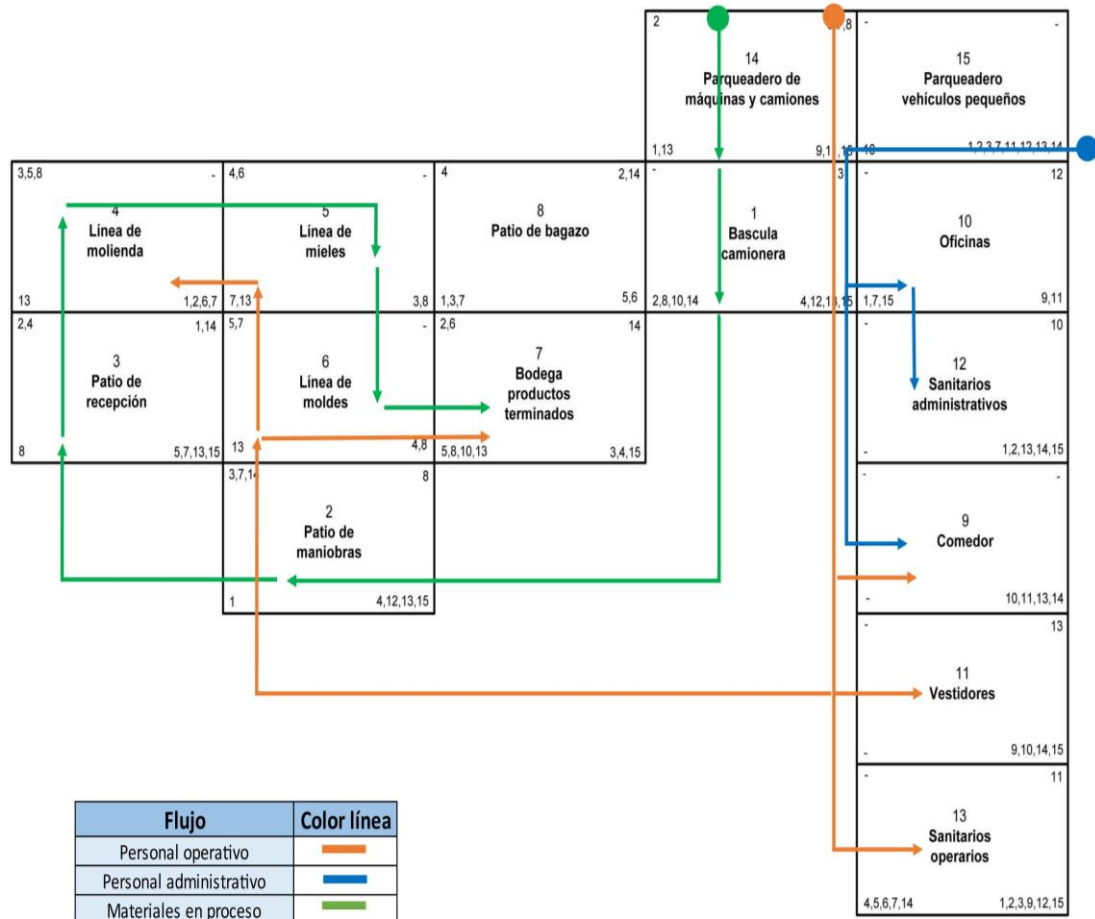 2
,8
14
Parqueadero de
máquinas y camiones
1,13
-
-
15
Parqueadero
vehículos pequeños
1,2,3,7,11,12,13,14
3,5,8
-
4
Línea de
molienda
13
1,2,6,7
4,6
-
5
Línea de
mieles
7,13
3,8
4
2,14
8
Patio de bagazo
1,3,7
5,6
-
3
1
Bascula
camionera
2,8,10,14
4,12,13,15
-
12
10
Oficinas
1,7,15
9,11
2,4
1,14
3
Patio de
recepción
8
5,7,13,15
5,7
-
6
Línea de
moldes
13
4,8
2,6
14
7
Bodega
productos
terminados
5,8,10,13
3,4,15
-
10
12
Sanitarios
administrativos
-
1,2,13,14,15
3,7,14
8
2
Patio de
maniobras
1
4,12,13,15
-
-
9
Comedor
-
10,11,13,14
-
13
11
Vestidores
-
9,10,14,15
-
11
13
Sanitarios
operarios
4,5,6,7,14
1,2,3,9,12,15
Flujo
Color línea
Personal operativo
Personal administrativo
Materiales en proceso